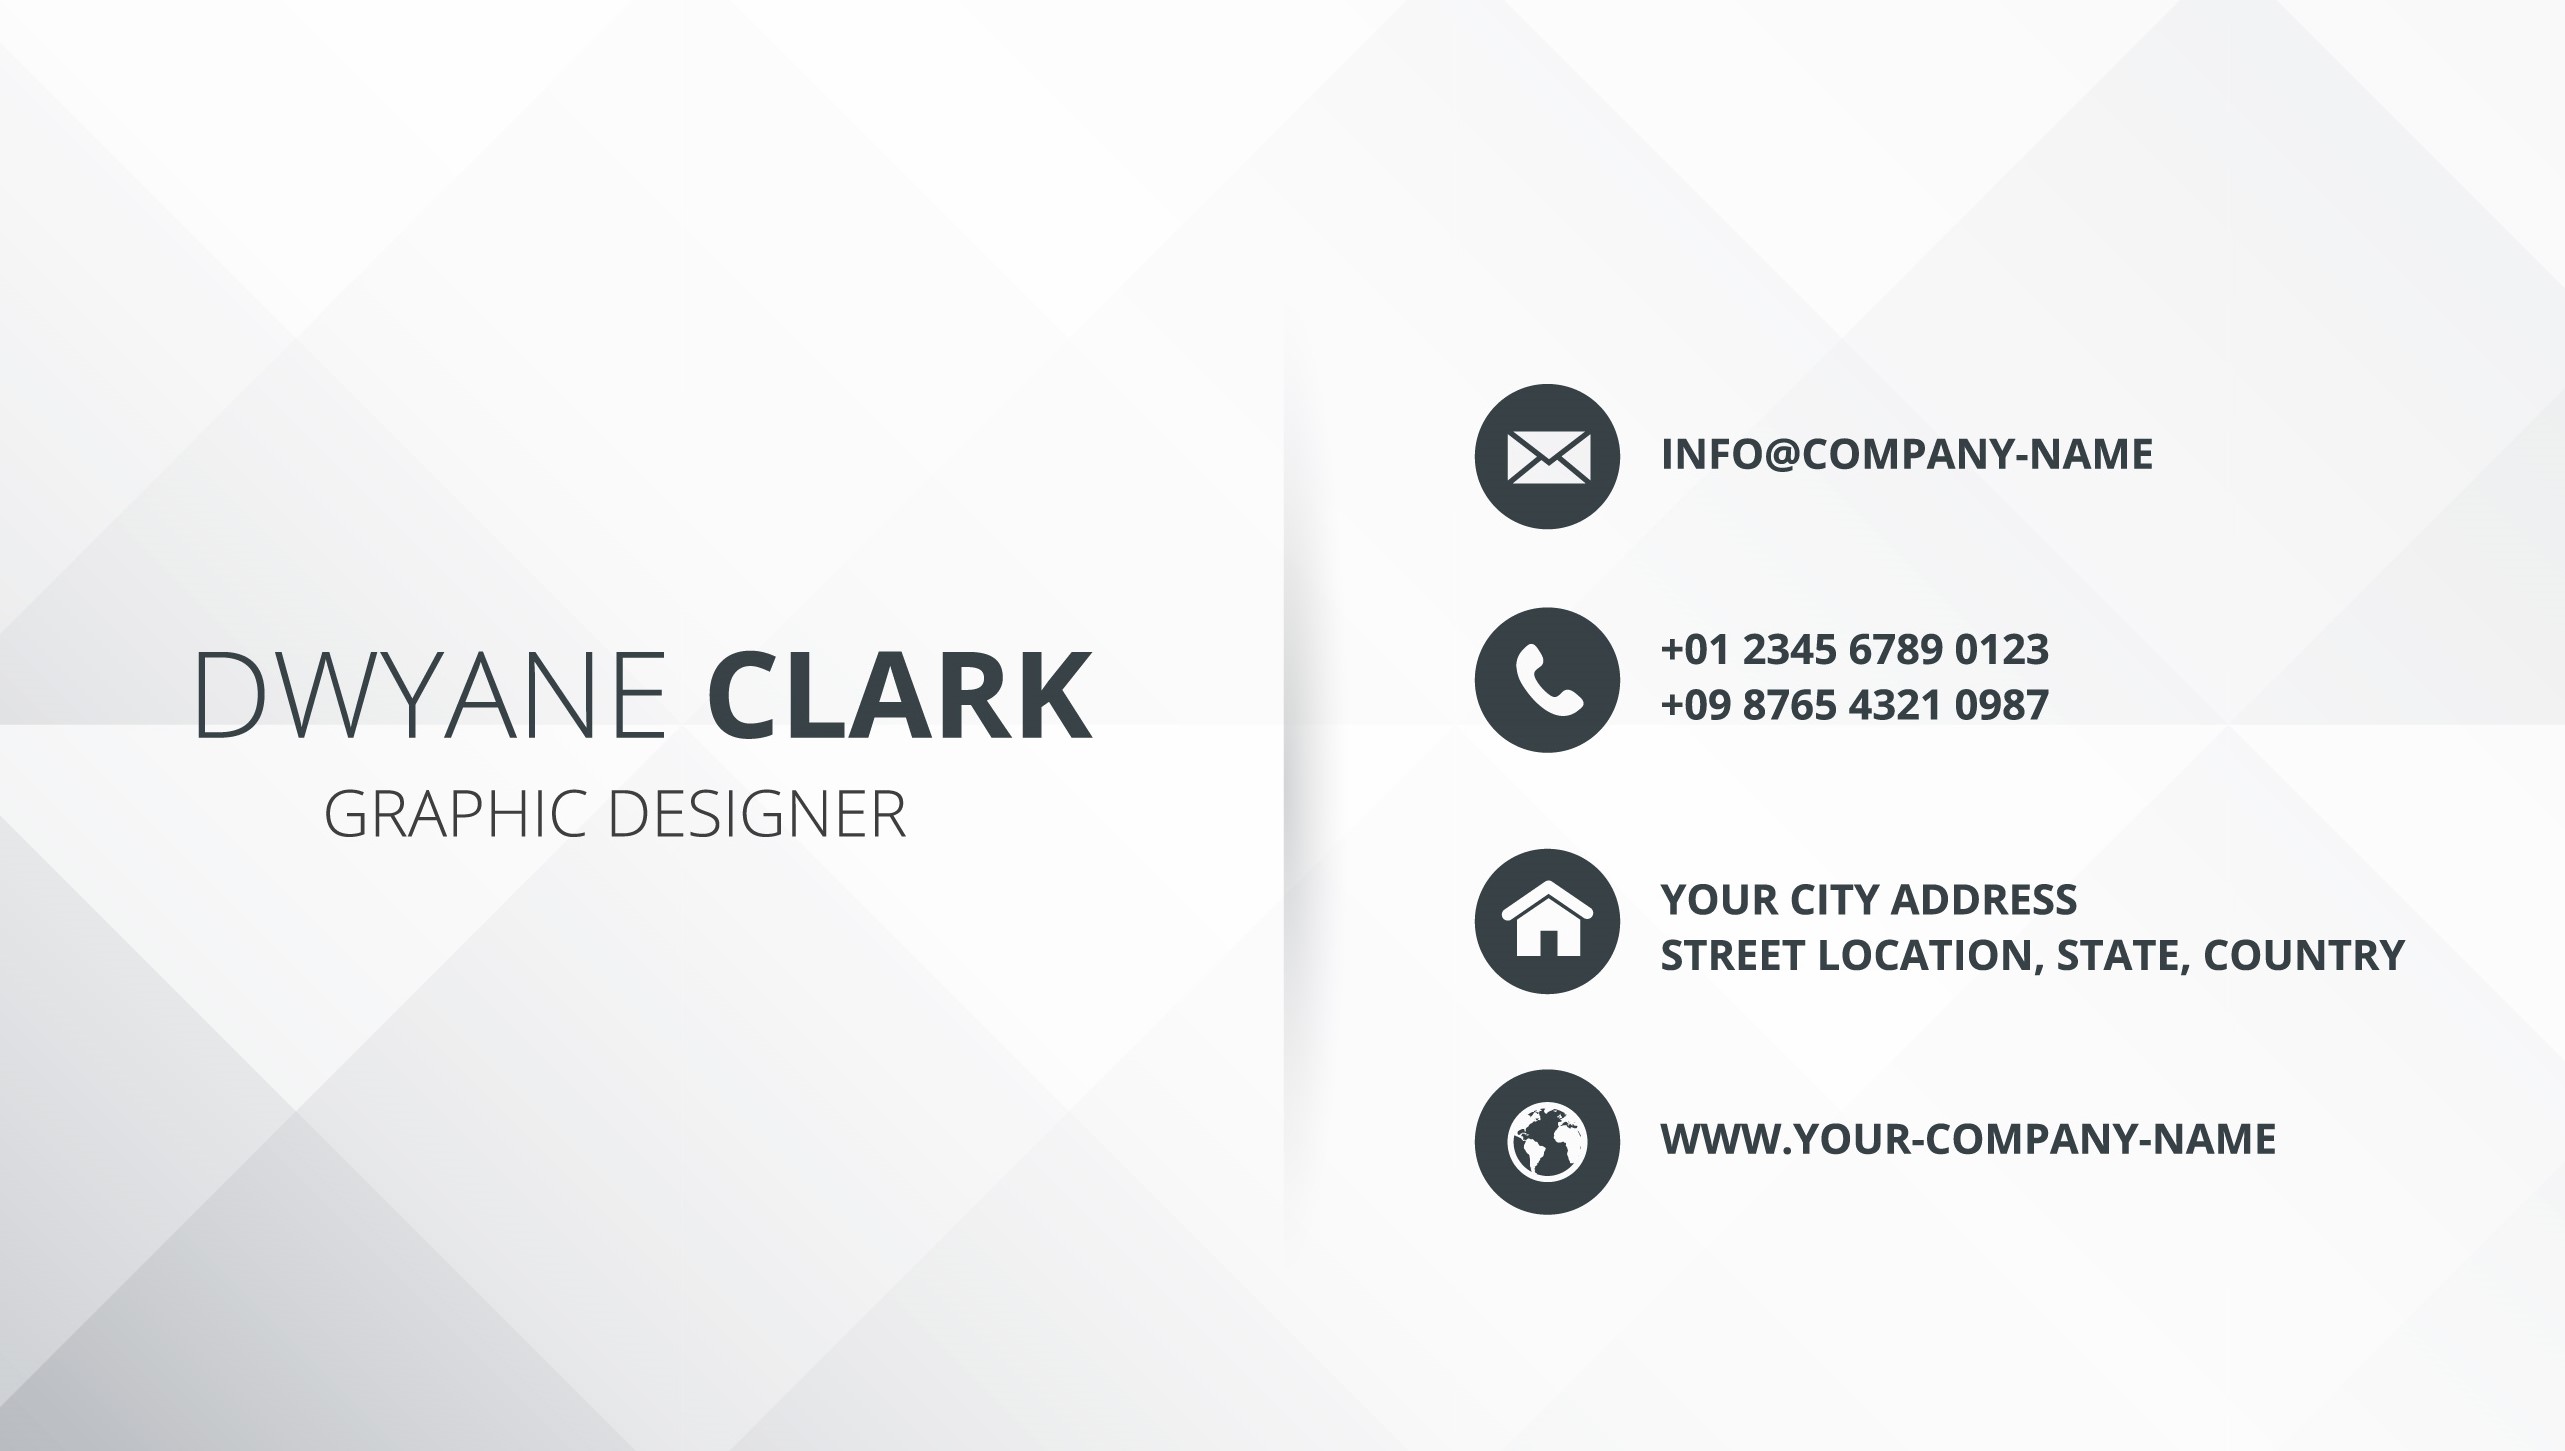 DWYANE CLARK
GRAPHIC DESIGNER
INFO@COMPANY-NAME
+01 2345 6789 0123
+09 8765 4321 0987
YOUR CITY ADDRESS
STREET LOCATION, STATE, COUNTRY
WWW.YOUR-COMPANY-NAME